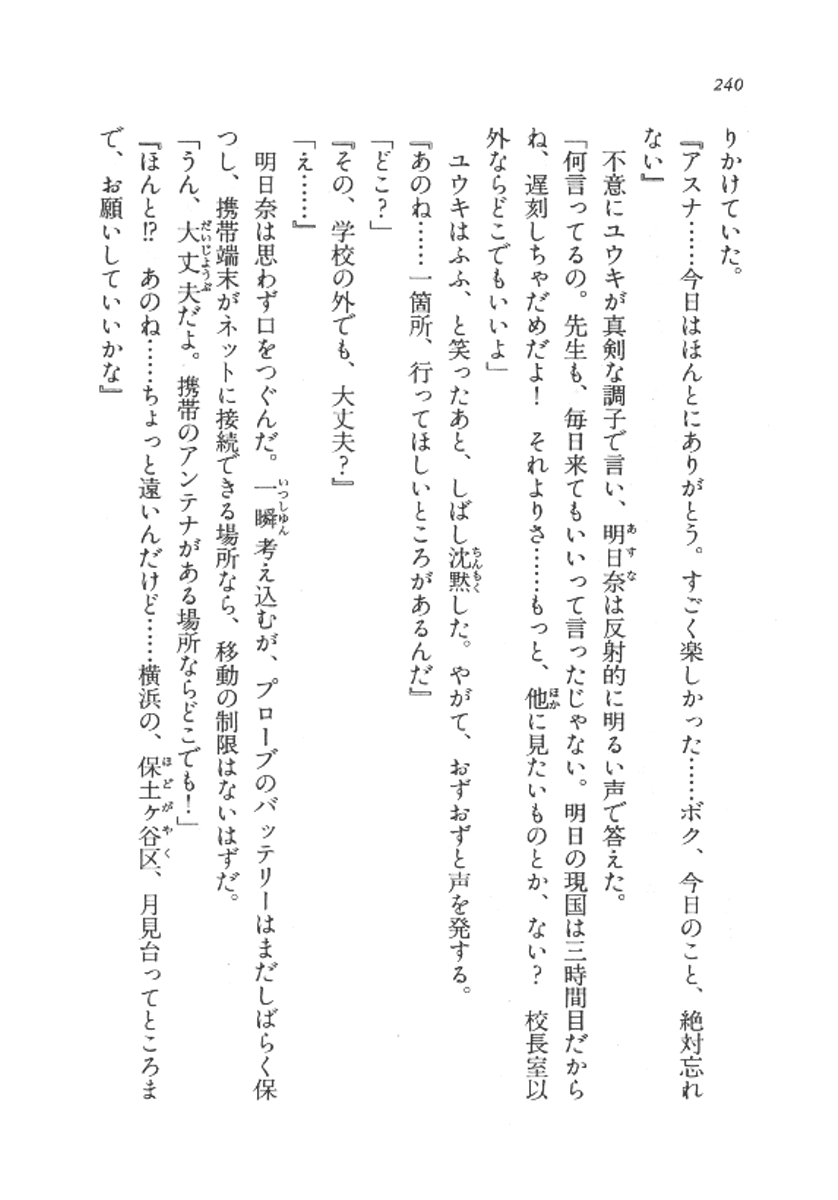 240
りかけていた。
『アスナ……今日はほんとにありがとう。すごく楽しかった……ボク、今日のこと、絶対忘れ
ない』
不意にユウキが真剣な調子で言い、明日奈は反射的に明るい声で答えた。
「何言ってるの。先生も、毎日来てもいいって言ったじゃない。明日の現国は三時間目だから
ね、遅刻しちゃだめだよ！　それよりさ……もっと、他に見たいものとか、ない？　校長室以
外ならどこでもいいよ」
ユウキはふふ、と笑ったあと、しばし沈黙した。やがて、おずおずと声を発する。
『あのね……一箇所、行ってほしいところがあるんだ』
「どこ？」
『その、学校の外でも、大丈夫？』
「え……』
明日奈は思わず口をつぐんだ。一瞬考え込むが、プローブのバッテリーはまだしばらく保
つし、携帯端末がネットに接続できる場所なら、移動の制限はないはずだ。
「うん、大丈夫だよ。携帯のアンテナがある場所ならどこでも！」
『ほんと!?　あのね……ちょっと遠いんだけど……横浜の、保土ヶ谷区、月見台ってところま
で、お願いしていいかな』